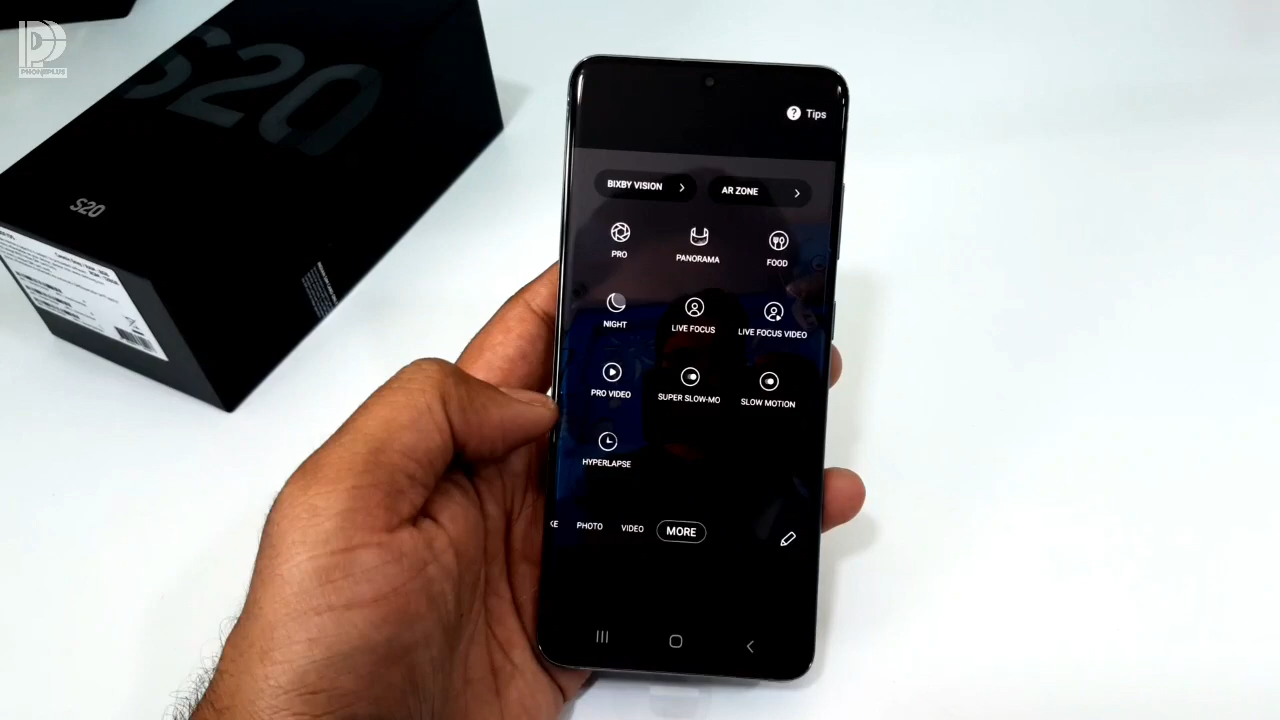 PHONEPLUS
S20
S20
Tips
BIXBY VISION
AR ZONE
PRO
PANORAMA
FOOD
NIGHT
LIVE FOCUS
LIVE FOCUS VIDEO
PRO VIDEO
SUPER SLOW-MO
SLOW MOTION
HYPERLAPSE
KE
PHOTO
VIDEO
MORE